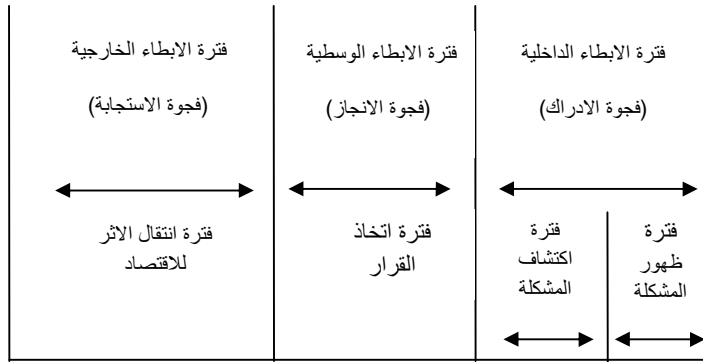 فترة الابطاء الداخلية
(فجوة الادراك)
فترة
ظهور
المشكلة
فترة
اكتشاف
المشكلة
فترة الابطاء الوسطية
(فجوة الانجاز)
فترة اتخاذ
القرار
فترة الابطاء الخارجية
(فجوة الاستجابة)
فترة انتقال الاثر
للاقتصاد